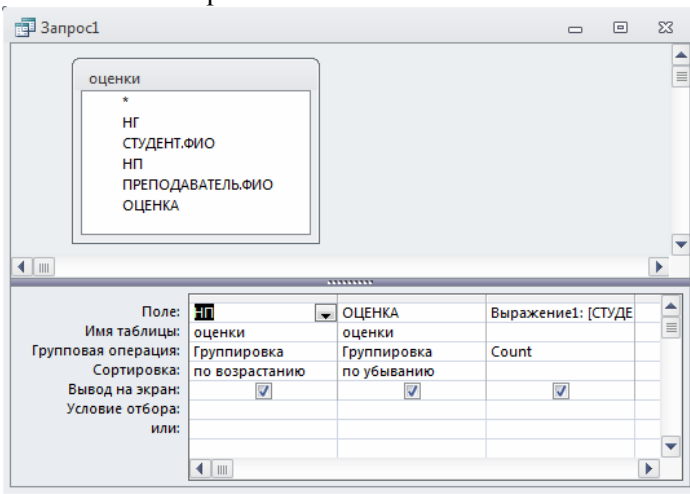 Запрос1
оценки
*
НГ
СТУДЕНТ.ФИО
НП
ПРЕПОДАВАТЕЛЬ.ФИО
ОЦЕНКА
Поле: НП ОЦЕНКА Выражение1: [СТУДЕ
Имя таблицы: оценки оценки
Групповая операция: Группировка Группировка Count
Сортировка: по возрастанию по убыванию
Вывод на экран:
Условие отбора:
или: